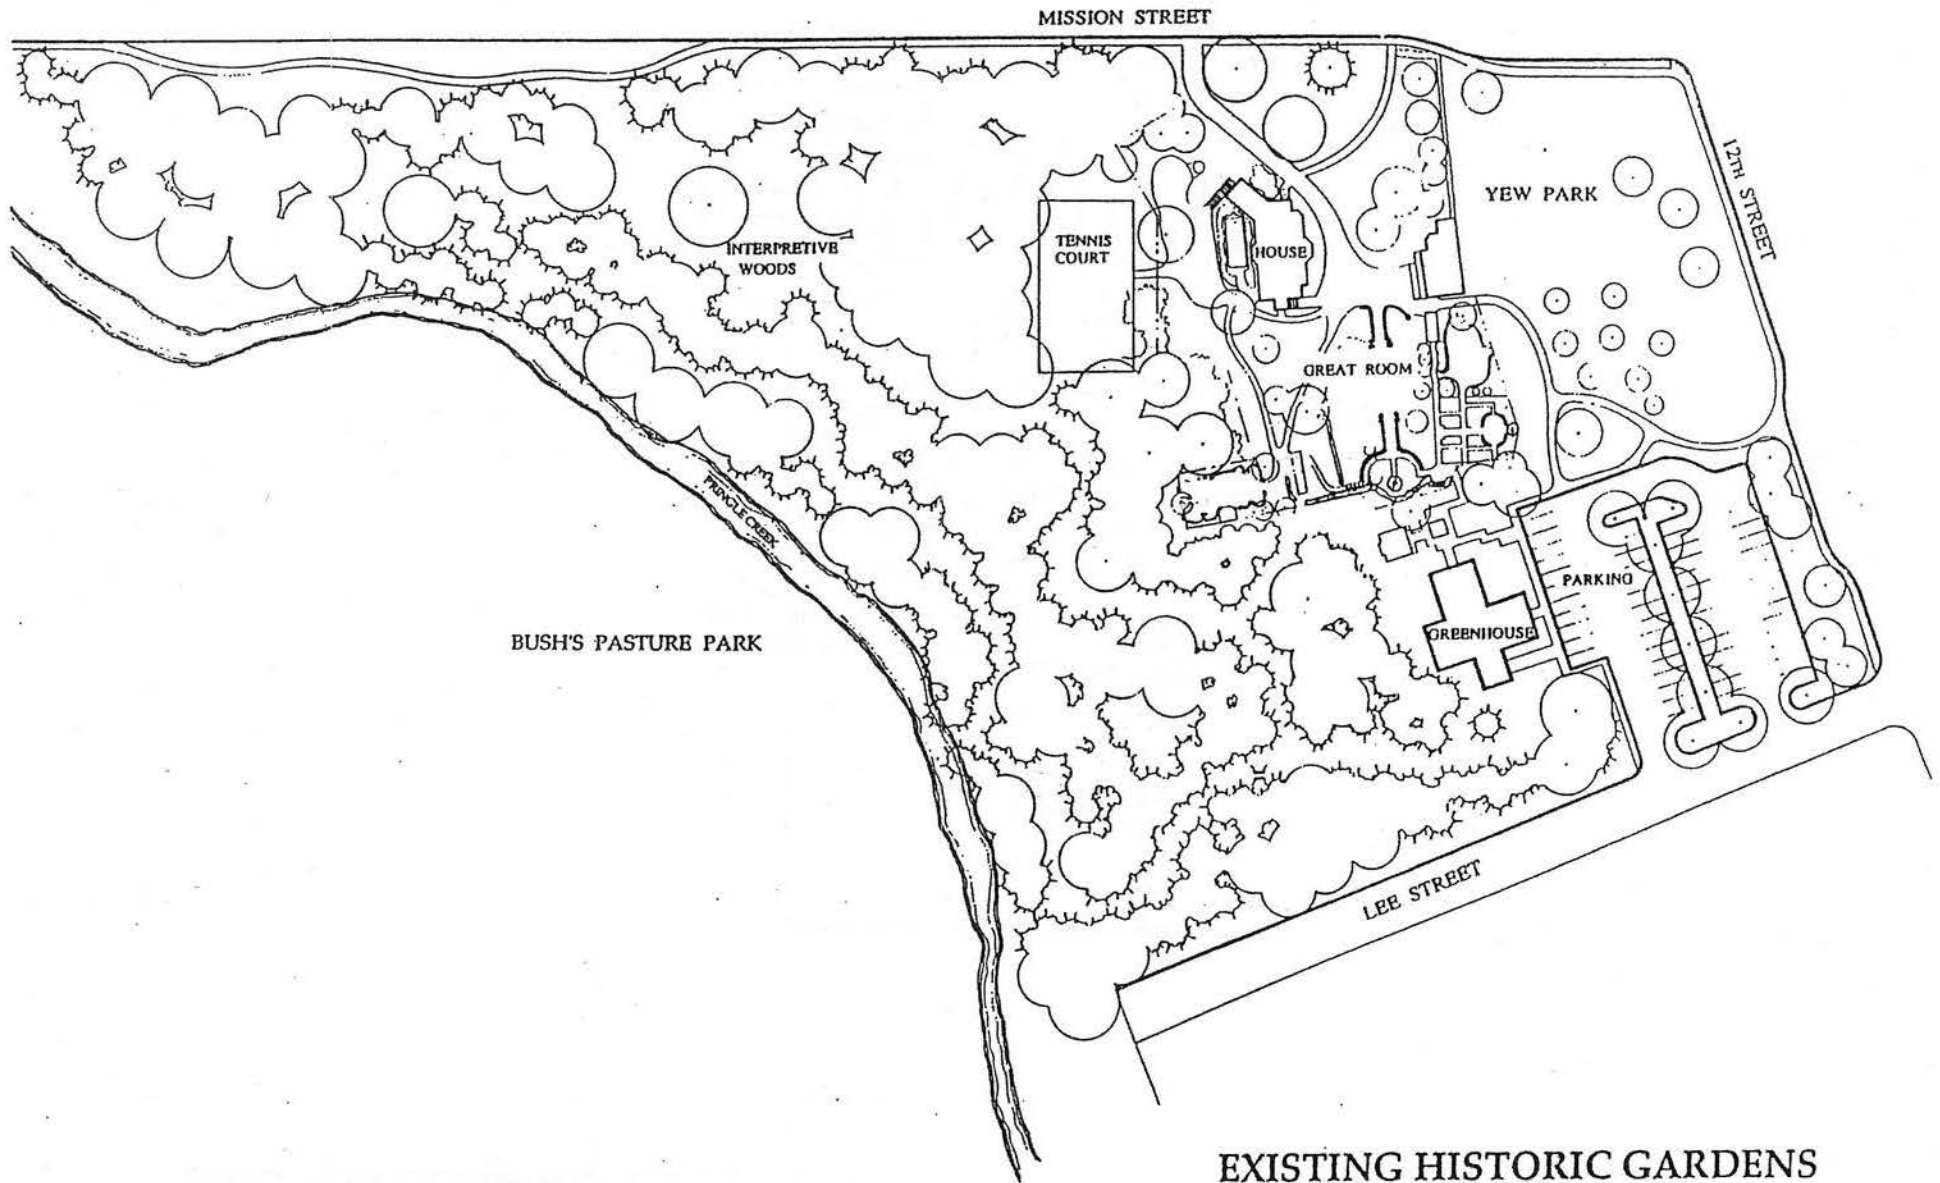 MISSION STREET
12TH STREET
YEW PARK
TENNIS
COURT
HOUSE
INTERPRETIVE
WOODS
GREAT ROOM
PRINGLE CREEK
PARKING
GREENHOUSE
BUSH'S PASTURE PARK
LEE STREET
EXISTING HISTORIC GARDENS